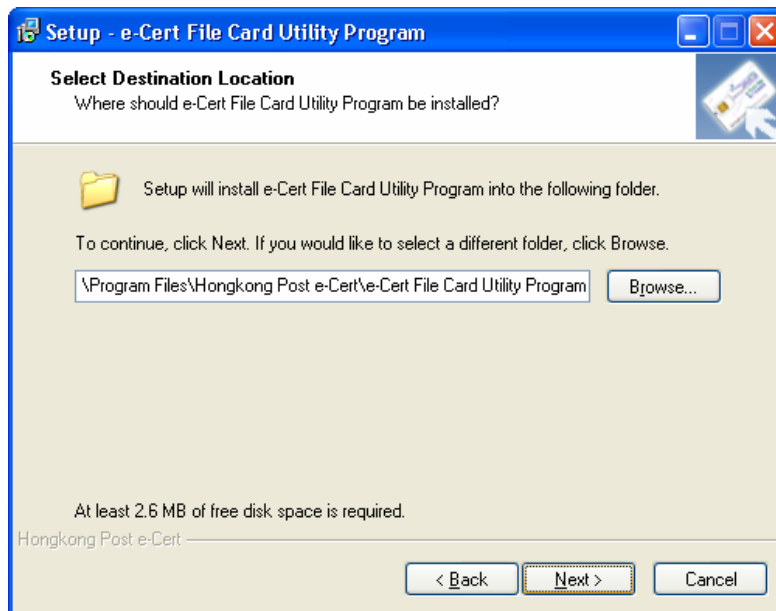 Setup - e-Cert File Card Utility Program
Select Destination Location
Where should e-Cert File Card Utility Program be installed?
Setup will install e-Cert File Card Utility Program into the following folder.
To continue, click Next. If you would like to select a different folder, click Browse.
\Program Files\Hongkong Post e-Cert\e-Cert File Card Utility Program
Browse...
At least 2.6 MB of free disk space is required.
Hongkong Post e-Cert
< Back
Next >
Cancel